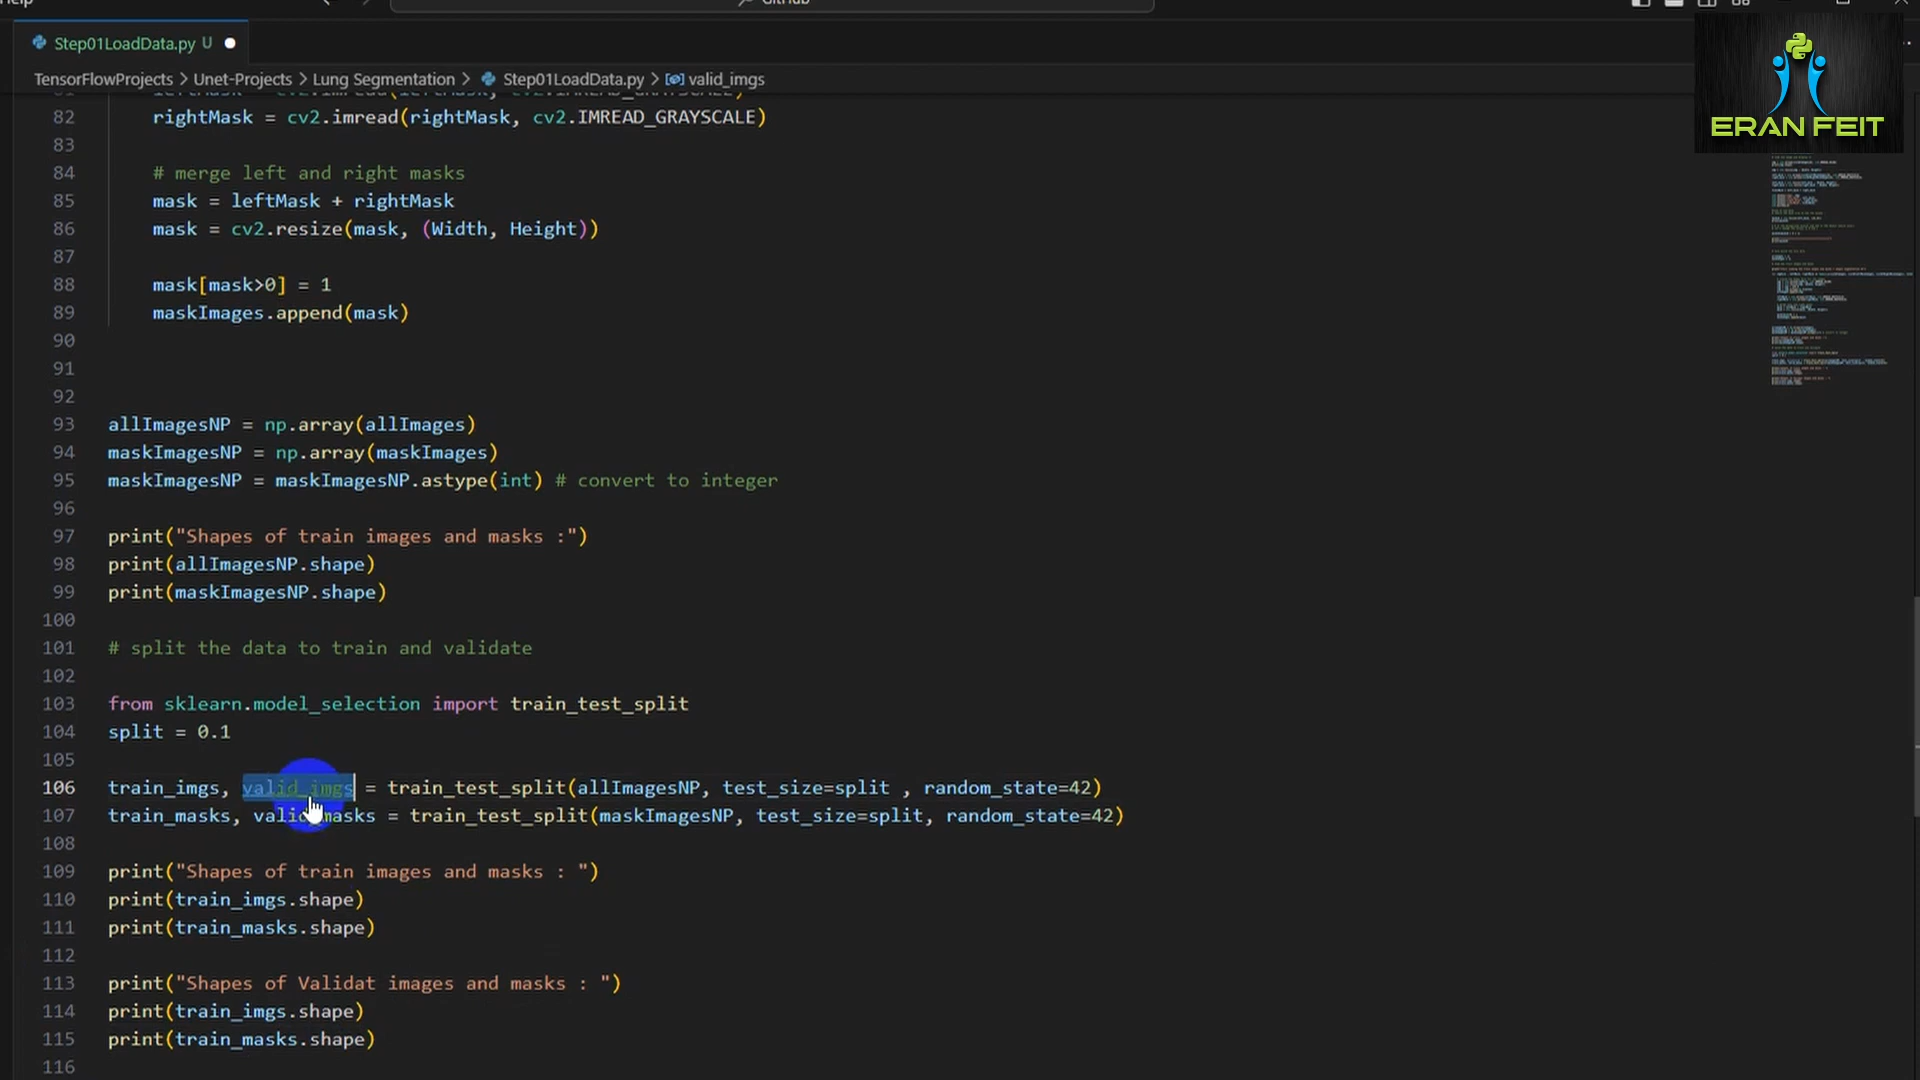 Help
GitHub
Step01LoadData.py U
TensorFlowProjects > Unet-Projects > Lung Segmentation > Step01LoadData.py > valid_imgs
ERAN FEIT
82 rightMask = cv2.imread(rightMask, cv2.IMREAD_GRAYSCALE)
83
84 # merge left and right masks
85 mask = leftMask + rightMask
86 mask = cv2.resize(mask, (Width, Height))
87
88 mask[mask>0] = 1
89 maskImages.append(mask)
90
91
92
93 allImagesNP = np.array(allImages)
94 maskImagesNP = np.array(maskImages)
95 maskImagesNP = maskImagesNP.astype(int) # convert to integer
96
97 print("Shapes of train images and masks :")
98 print(allImagesNP.shape)
99 print(maskImagesNP.shape)
100
101 # split the data to train and validate
102
103 from sklearn.model_selection import train_test_split
104 split = 0.1
105
106 train_imgs, valid_imgs = train_test_split(allImagesNP, test_size=split , random_state=42)
107 train_masks, valid_masks = train_test_split(maskImagesNP, test_size=split, random_state=42)
108
109 print("Shapes of train images and masks : ")
110 print(train_imgs.shape)
111 print(train_masks.shape)
112
113 print("Shapes of Validat images and masks : ")
114 print(train_imgs.shape)
115 print(train_masks.shape)
116